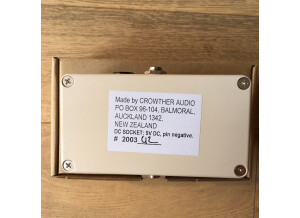 Made by CROWTHER AUDIO
PO BOX 96-104, BALMORAL,
AUCKLAND 1342,
NEW ZEALAND
DC SOCKET; 9V DC, pin negative.
# 2003